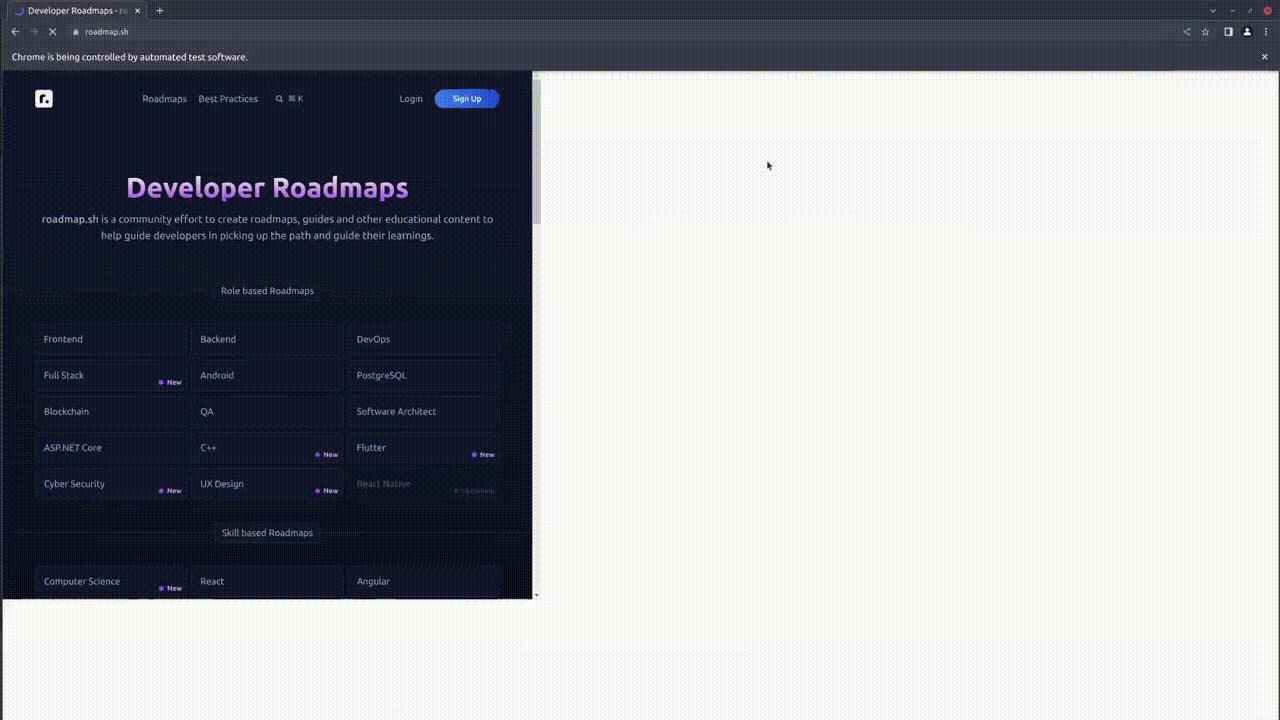 Developer Roadmaps - ro
roadmap.sh
Chrome is being controlled by automated test software.
r.
Roadmaps Best Practices ⌘ K Login Sign Up
Developer Roadmaps
roadmap.sh is a community effort to create roadmaps, guides and other educational content to
help guide developers in picking up the path and guide their learnings.
Role based Roadmaps
Frontend Backend DevOps
Full Stack New Android PostgreSQL
Blockchain QA Software Architect
ASP.NET Core C++ New Flutter New
Cyber Security New UX Design New React Native Upcoming
Skill based Roadmaps
Computer Science New React Angular